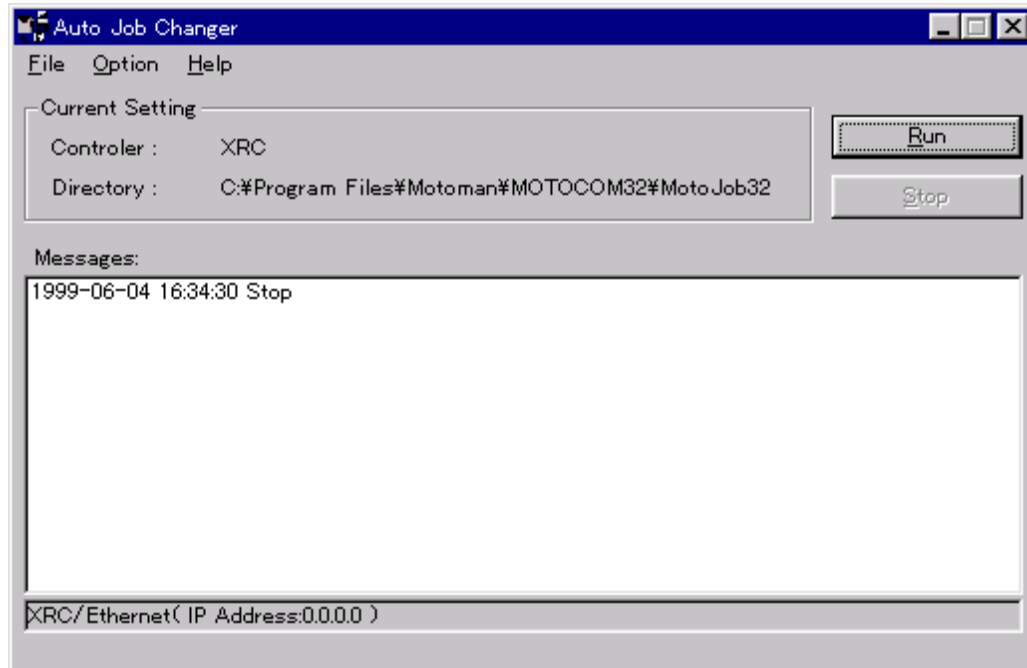 Auto Job Changer
File Option Help
Current Setting
Controler : XRC
Directory : C:¥Program Files¥Motoman¥MOTOCOM32¥MotoJob32
Run
Stop
Messages:
1999-06-04 16:34:30 Stop
XRC/Ethernet( IP Address:0.0.0.0 )